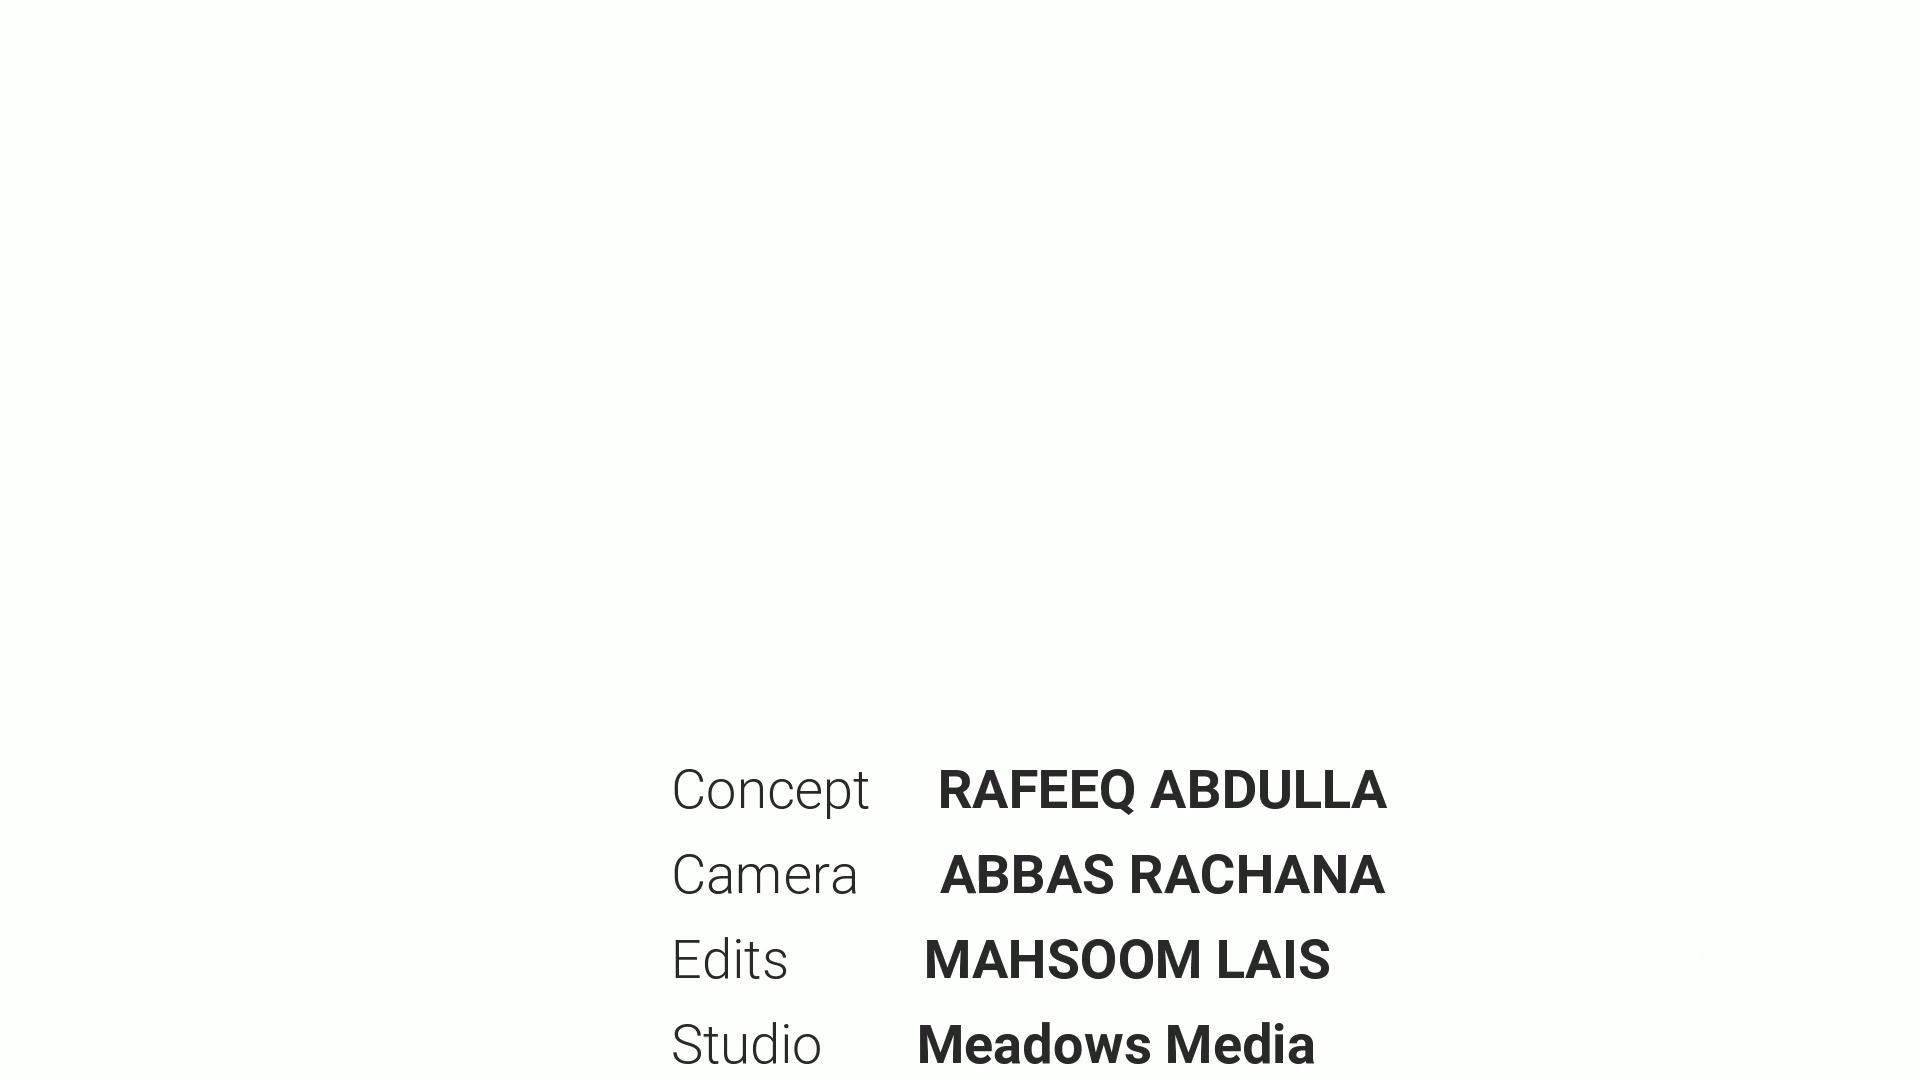 Concept RAFEEQ ABDULLA
Camera ABBAS RACHANA
Edits MAHSOOM LAIS
Studio Meadows Media